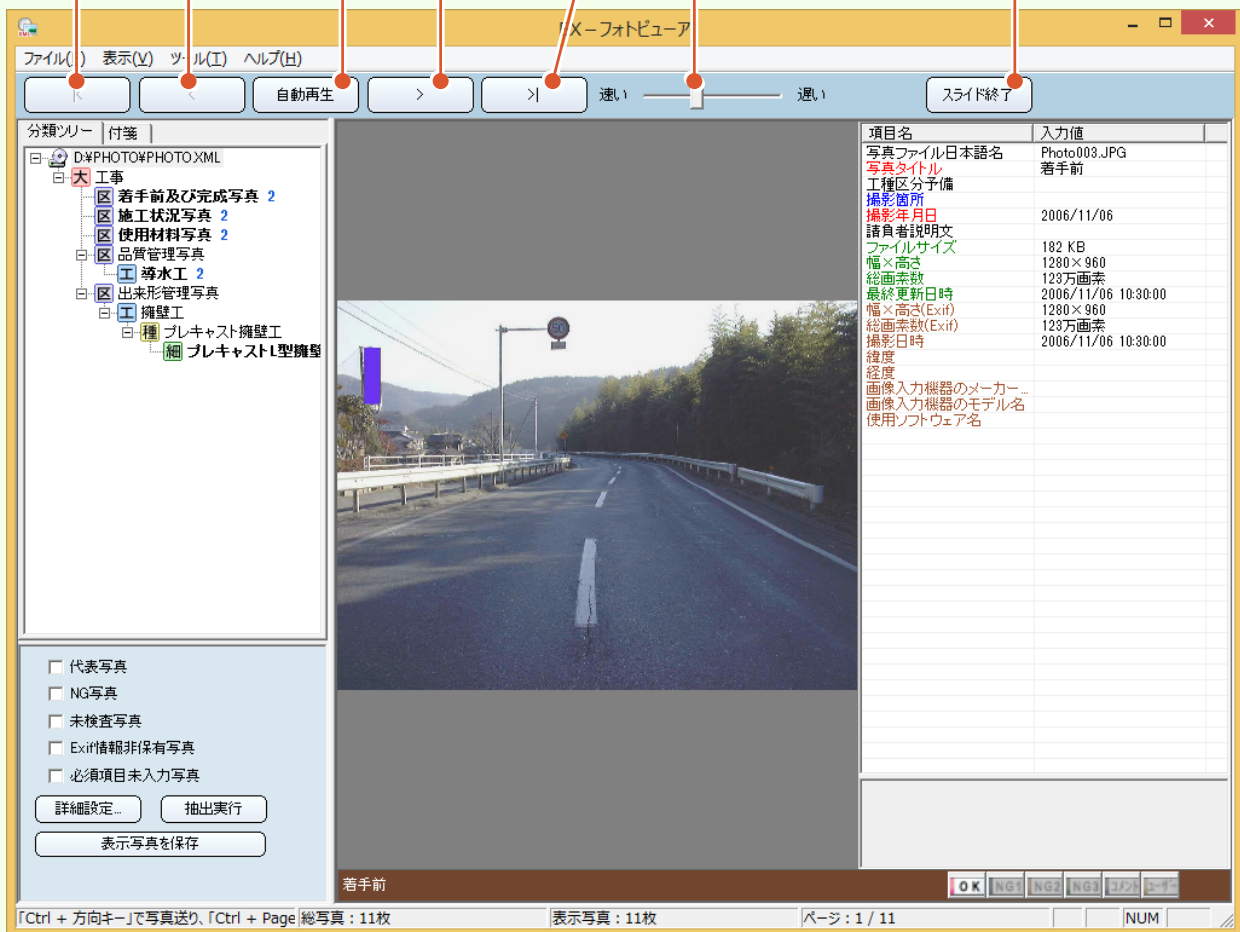 EX－フォトビューア
ファイル( ) 表示(V) ツール(T) ヘルプ(H)
|< < 自動再生 > >| 速い 遅い スライド終了
分類ツリー 付箋
D:¥PHOTO¥PHOTO.XML
大 工事
区 着手前及び完成写真 2
区 施工状況写真 2
区 使用材料写真 2
区 品質管理写真
工 導水工 2
区 出来形管理写真
工 擁壁工
種 プレキャスト擁壁工
細 プレキャストL型擁壁
代表写真
NG写真
未検査写真
Exif情報非保有写真
必須項目未入力写真
詳細設定... 抽出実行
表示写真を保存
50
着手前
項目名 入力値
写真ファイル日本語名 Photo003.JPG
写真タイトル 着手前
工種区分予備
撮影箇所
撮影年月日 2006/11/06
請負者説明文
ファイルサイズ 182 KB
幅×高さ 1280×960
総画素数 123万画素
最終更新日時 2006/11/06 10:30:00
幅×高さ(Exif) 1280×960
総画素数(Exif) 123万画素
撮影日時 2006/11/06 10:30:00
緯度
経度
画像入力機器のメーカー...
画像入力機器のモデル名
使用ソフトウェア名
OK NG1 NG2 NG3 コメント ユーザー
「Ctrl + 方向キー」で写真送り、「Ctrl + Page 総写真：11枚 表示写真：11枚 ページ：1 / 11 NUM